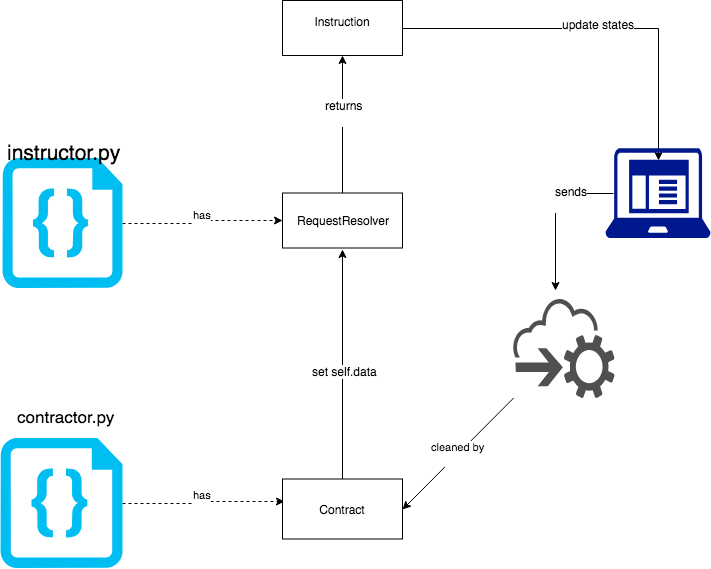 Instruction
update states
returns
instructor.py
{}
has
RequestResolver
sends
set self.data
contractor.py
cleaned by
{}
has
Contract